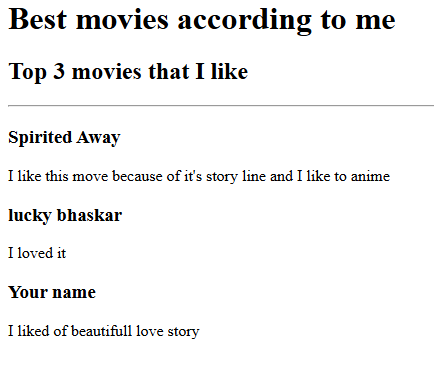 Best movies according to me
Top 3 movies that I like
Spirited Away
I like this move because of it's story line and I like to anime
lucky bhaskar
I loved it
Your name
I liked of beautifull love story